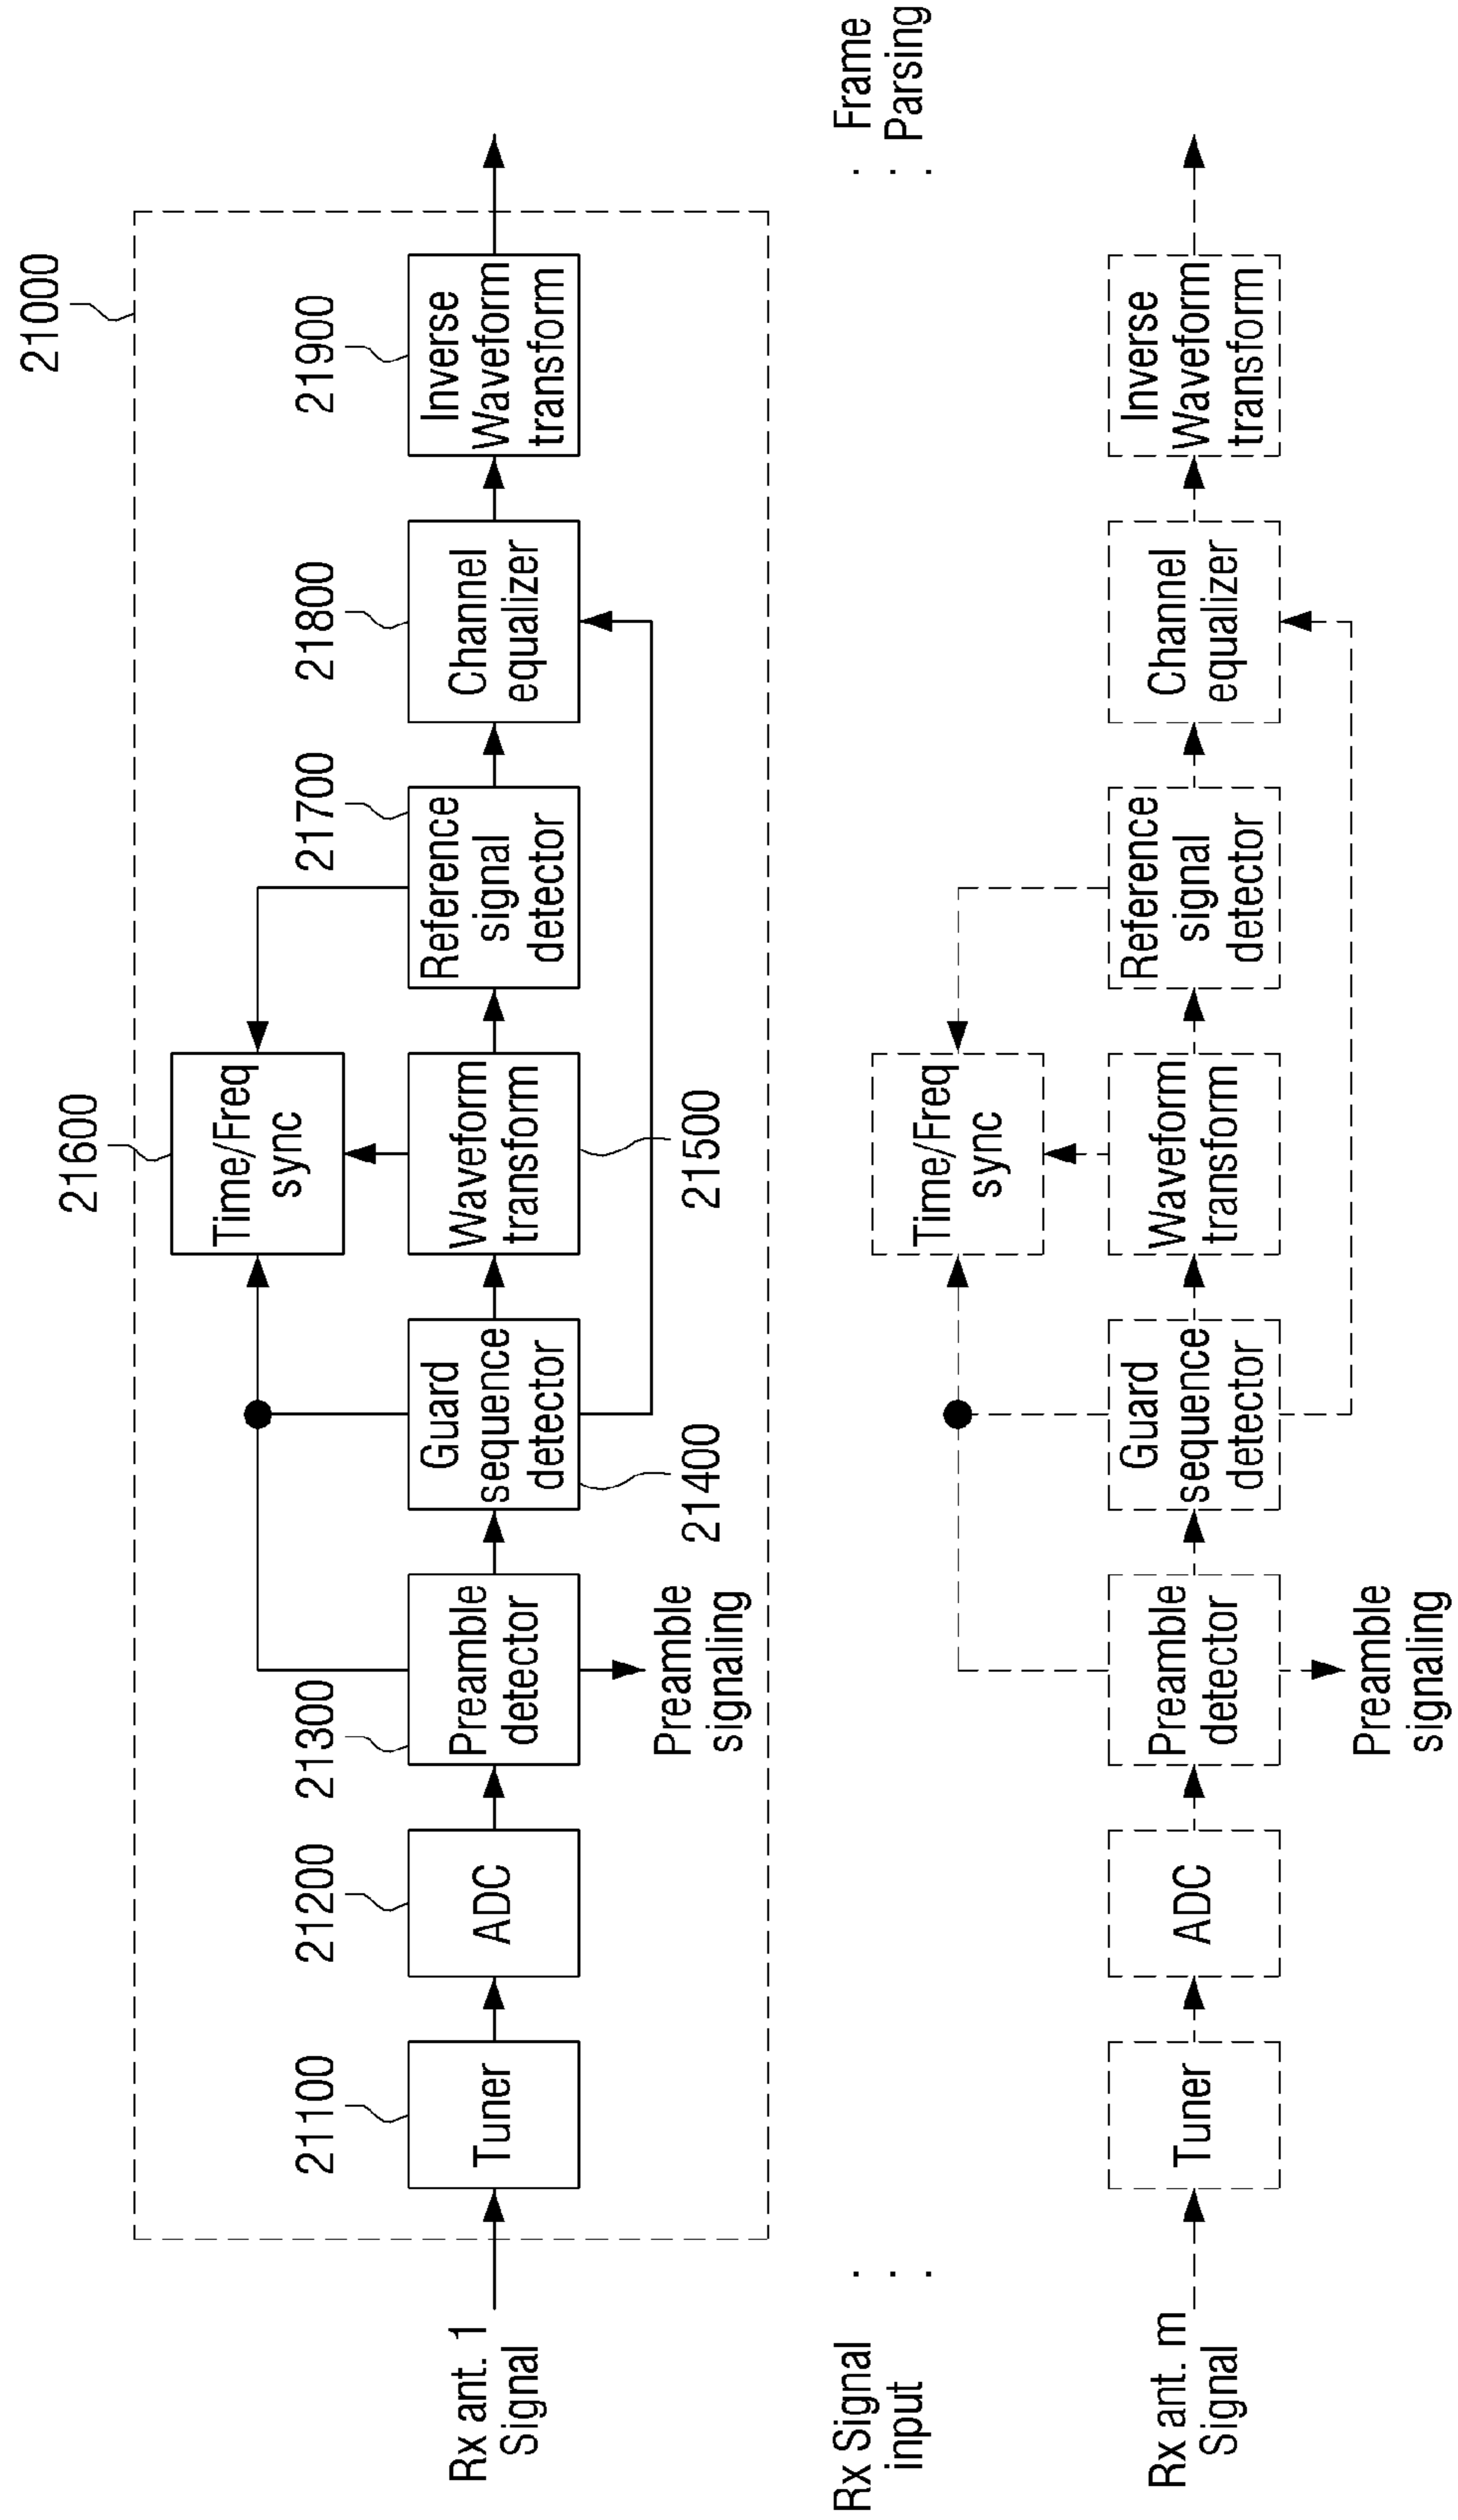 21000
21600
21100
21200
21300
21700
21800
21900
Time/Freq
sync
Rx ant. 1
Signal
Tuner
ADC
Preamble
detector
Guard
sequence
detector
Waveform
transform
Reference
signal
detector
Channel
equalizer
Inverse
Waveform
transform
Preamble
signaling
21400
21500
Rx Signal
input
.
.
.
.
.
.
Frame
Parsing
Time/Freq
sync
Rx ant. m
Signal
Tuner
ADC
Preamble
detector
Guard
sequence
detector
Waveform
transform
Reference
signal
detector
Channel
equalizer
Inverse
Waveform
transform
Preamble
signaling